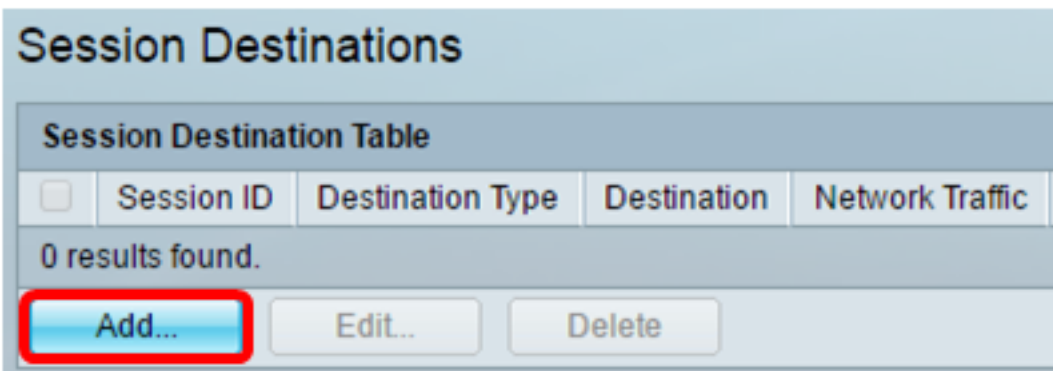 Session Destinations
Session Destination Table
Session ID Destination Type Destination Network Traffic
0 results found.
Add... Edit... Delete